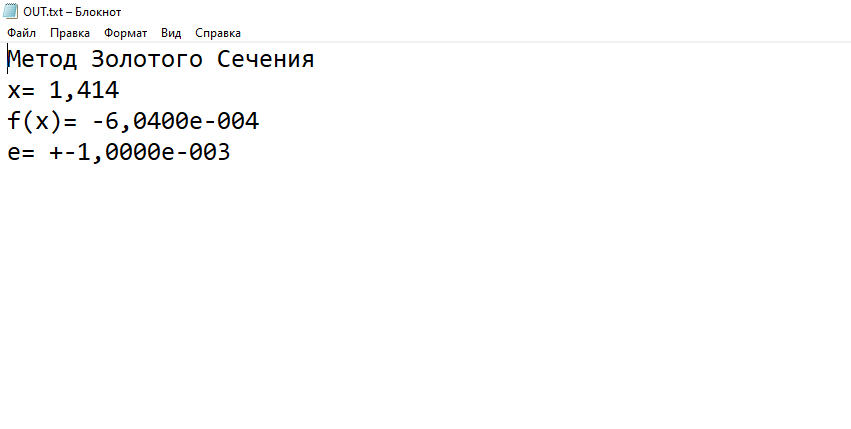 OUT.txt – Блокнот
Файл Правка Формат Вид Справка
Метод Золотого Сечения
x= 1,414
f(x)= -6,0400e-004
e= +-1,0000e-003